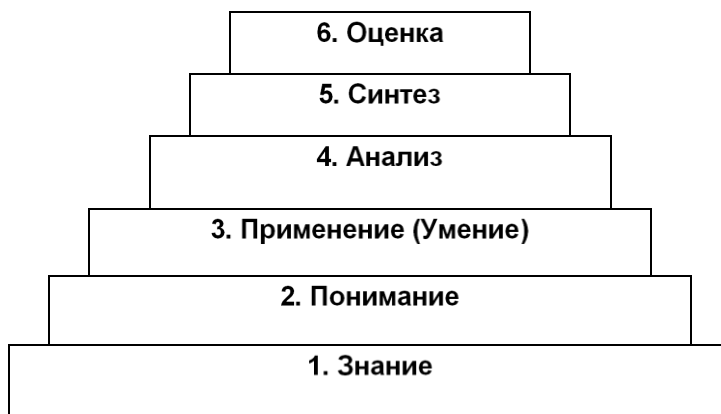 6. Оценка
5. Синтез
4. Анализ
3. Применение (Умение)
2. Понимание
1. Знание